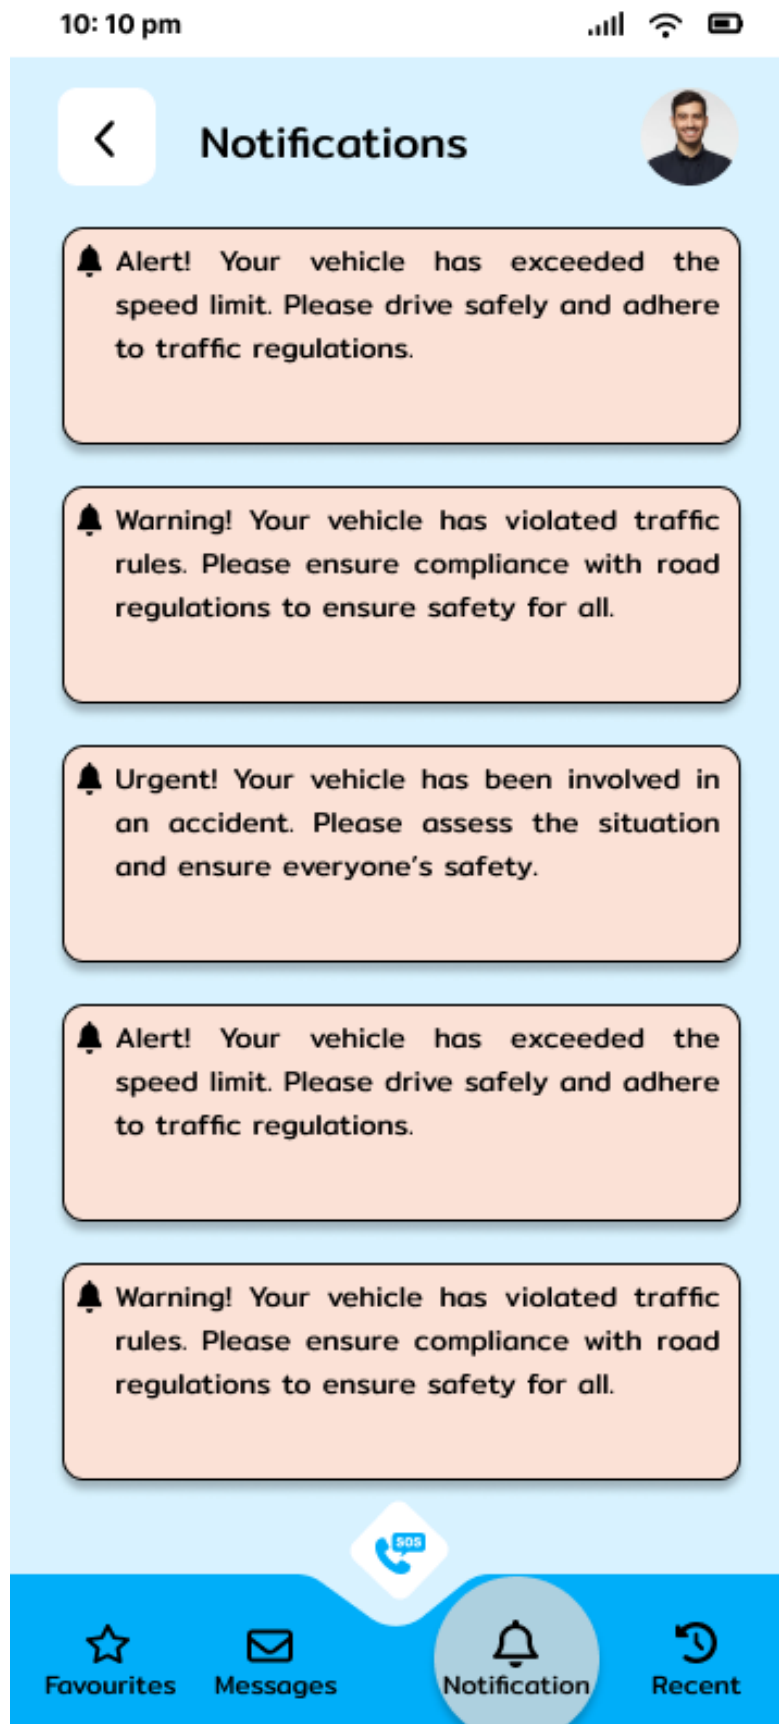 10:10 pm
Notifications
Alert! Your vehicle has exceeded the
speed limit. Please drive safely and adhere
to traffic regulations.
Warning! Your vehicle has violated traffic
rules. Please ensure compliance with road
regulations to ensure safety for all.
Urgent! Your vehicle has been involved in
an accident. Please assess the situation
and ensure everyone's safety.
Alert! Your vehicle has exceeded the
speed limit. Please drive safely and adhere
to traffic regulations.
Warning! Your vehicle has violated traffic
rules. Please ensure compliance with road
regulations to ensure safety for all.
SOS
Favourites Messages Notification Recent